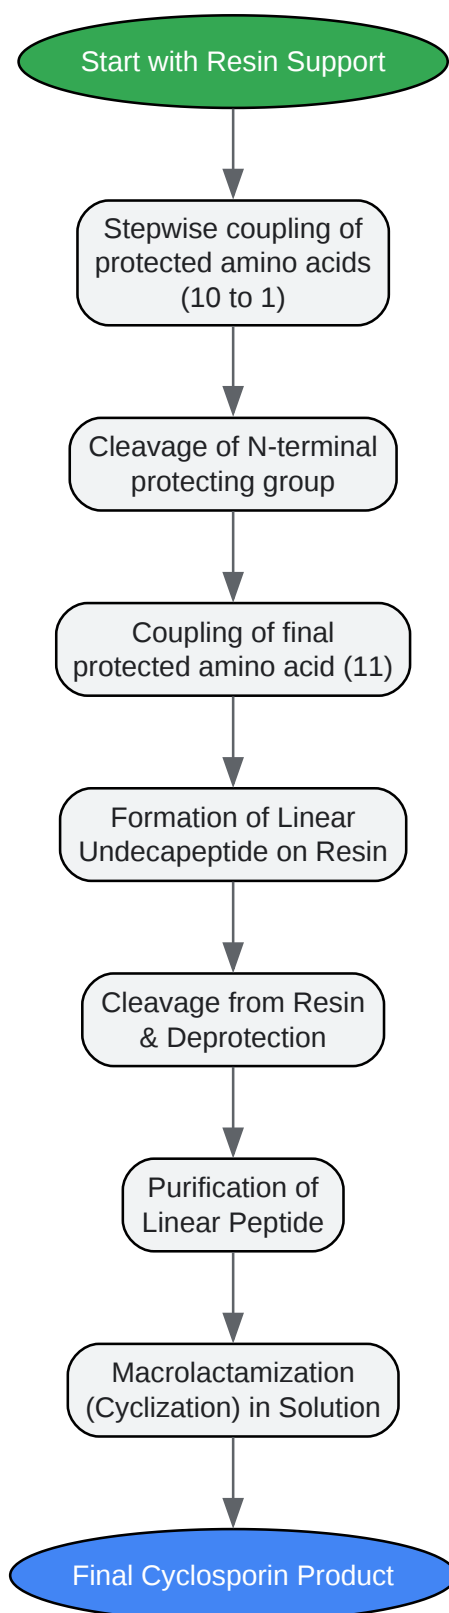 Start with Resin Support
Stepwise coupling of
protected amino acids
(10 to 1)
Cleavage of N-terminal
protecting group
Coupling of final
protected amino acid (11)
Formation of Linear
Undecapeptide on Resin
Cleavage from Resin
& Deprotection
Purification of
Linear Peptide
Macrolactamization
(Cyclization) in Solution
Final Cyclosporin Product